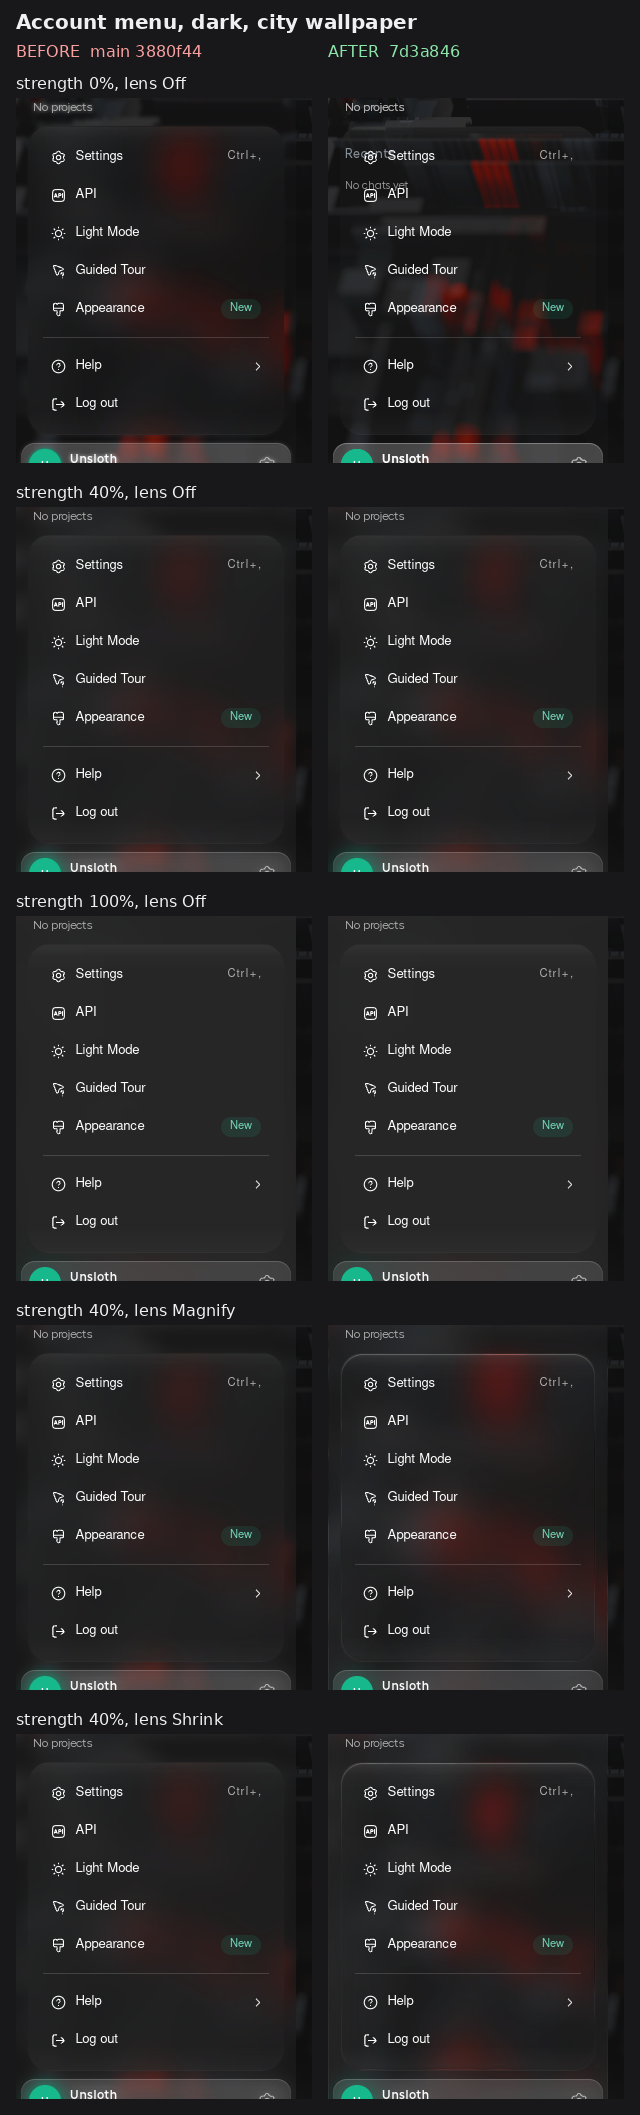 Account menu, dark, city wallpaper
BEFORE main 3880f44 AFTER 7d3a846
strength 0%, lens Off
No projects No projects
Settings Ctrl+, Recents Settings Ctrl+,
API No chats yet API
Light Mode Light Mode
Guided Tour Guided Tour
Appearance New Appearance New
Help Help
Log out Log out
Unsloth Unsloth
strength 40%, lens Off
No projects No projects
Settings Ctrl+, Settings Ctrl+,
API API
Light Mode Light Mode
Guided Tour Guided Tour
Appearance New Appearance New
Help Help
Log out Log out
Unsloth Unsloth
strength 100%, lens Off
No projects No projects
Settings Ctrl+, Settings Ctrl+,
API API
Light Mode Light Mode
Guided Tour Guided Tour
Appearance New Appearance New
Help Help
Log out Log out
Unsloth Unsloth
strength 40%, lens Magnify
No projects No projects
Settings Ctrl+, Settings Ctrl+,
API API
Light Mode Light Mode
Guided Tour Guided Tour
Appearance New Appearance New
Help Help
Log out Log out
Unsloth Unsloth
strength 40%, lens Shrink
No projects No projects
Settings Ctrl+, Settings Ctrl+,
API API
Light Mode Light Mode
Guided Tour Guided Tour
Appearance New Appearance New
Help Help
Log out Log out
Unsloth Unsloth